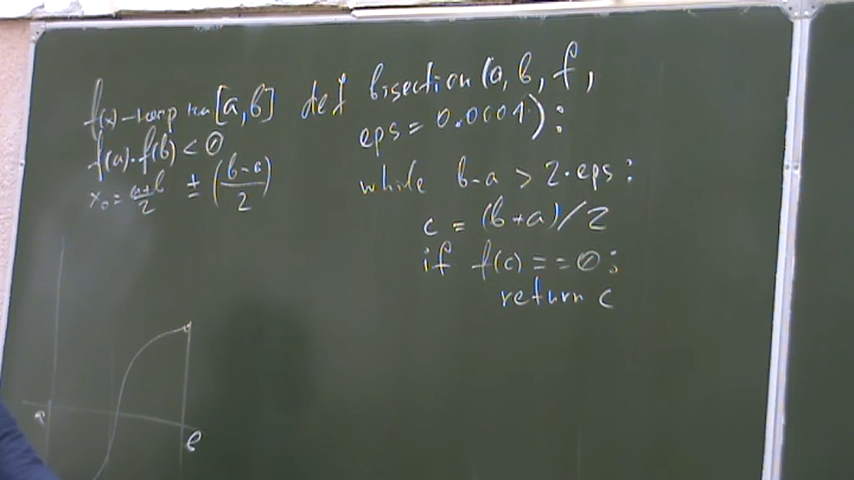 f(x) – непр на [a,b]
f(a)·f(b) < 0
x₀ = (a+b)/2 ± ((b-a)/2)
def bisection(a, b, f,
eps = 0.0001):
while b-a > 2·eps:
c = (b+a)/2
if f(c) == 0:
return c
a
b